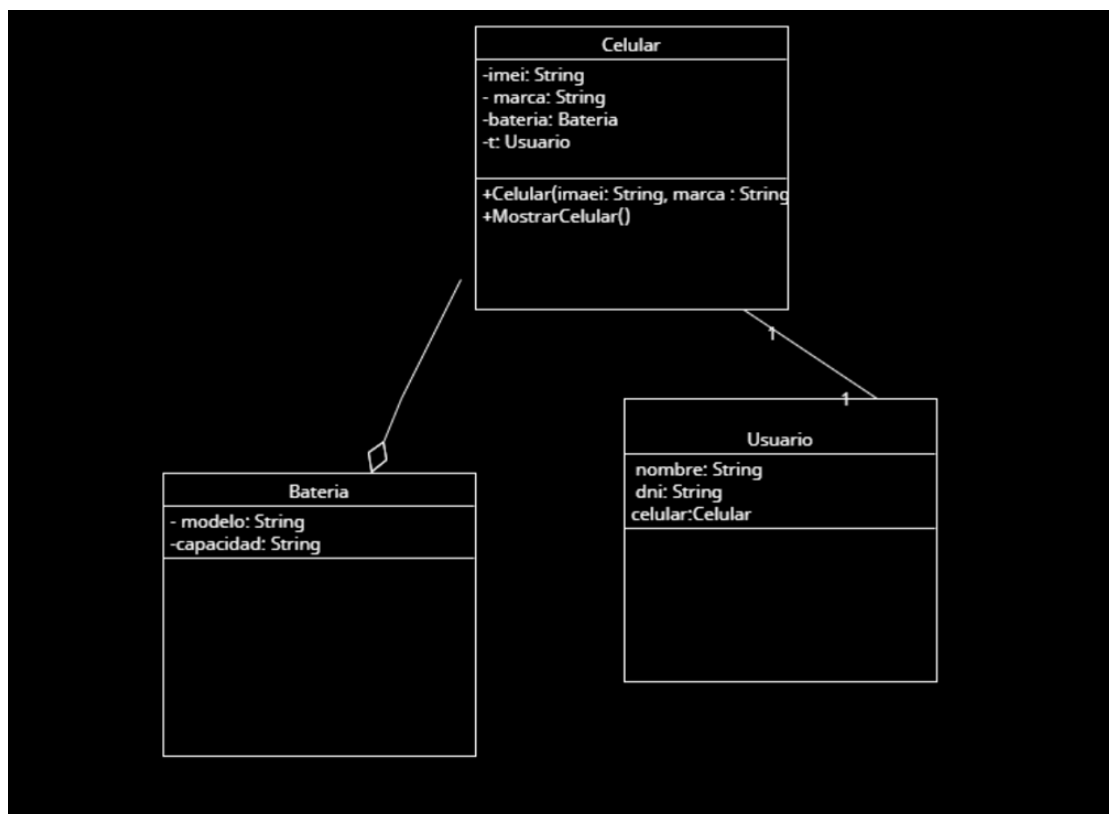 Celular
-imei: String
- marca: String
-bateria: Bateria
-t: Usuario
+Celular(imaei: String, marca : String
+MostrarCelular()
1
1
Usuario
nombre: String
dni: String
celular:Celular
Bateria
- modelo: String
-capacidad: String